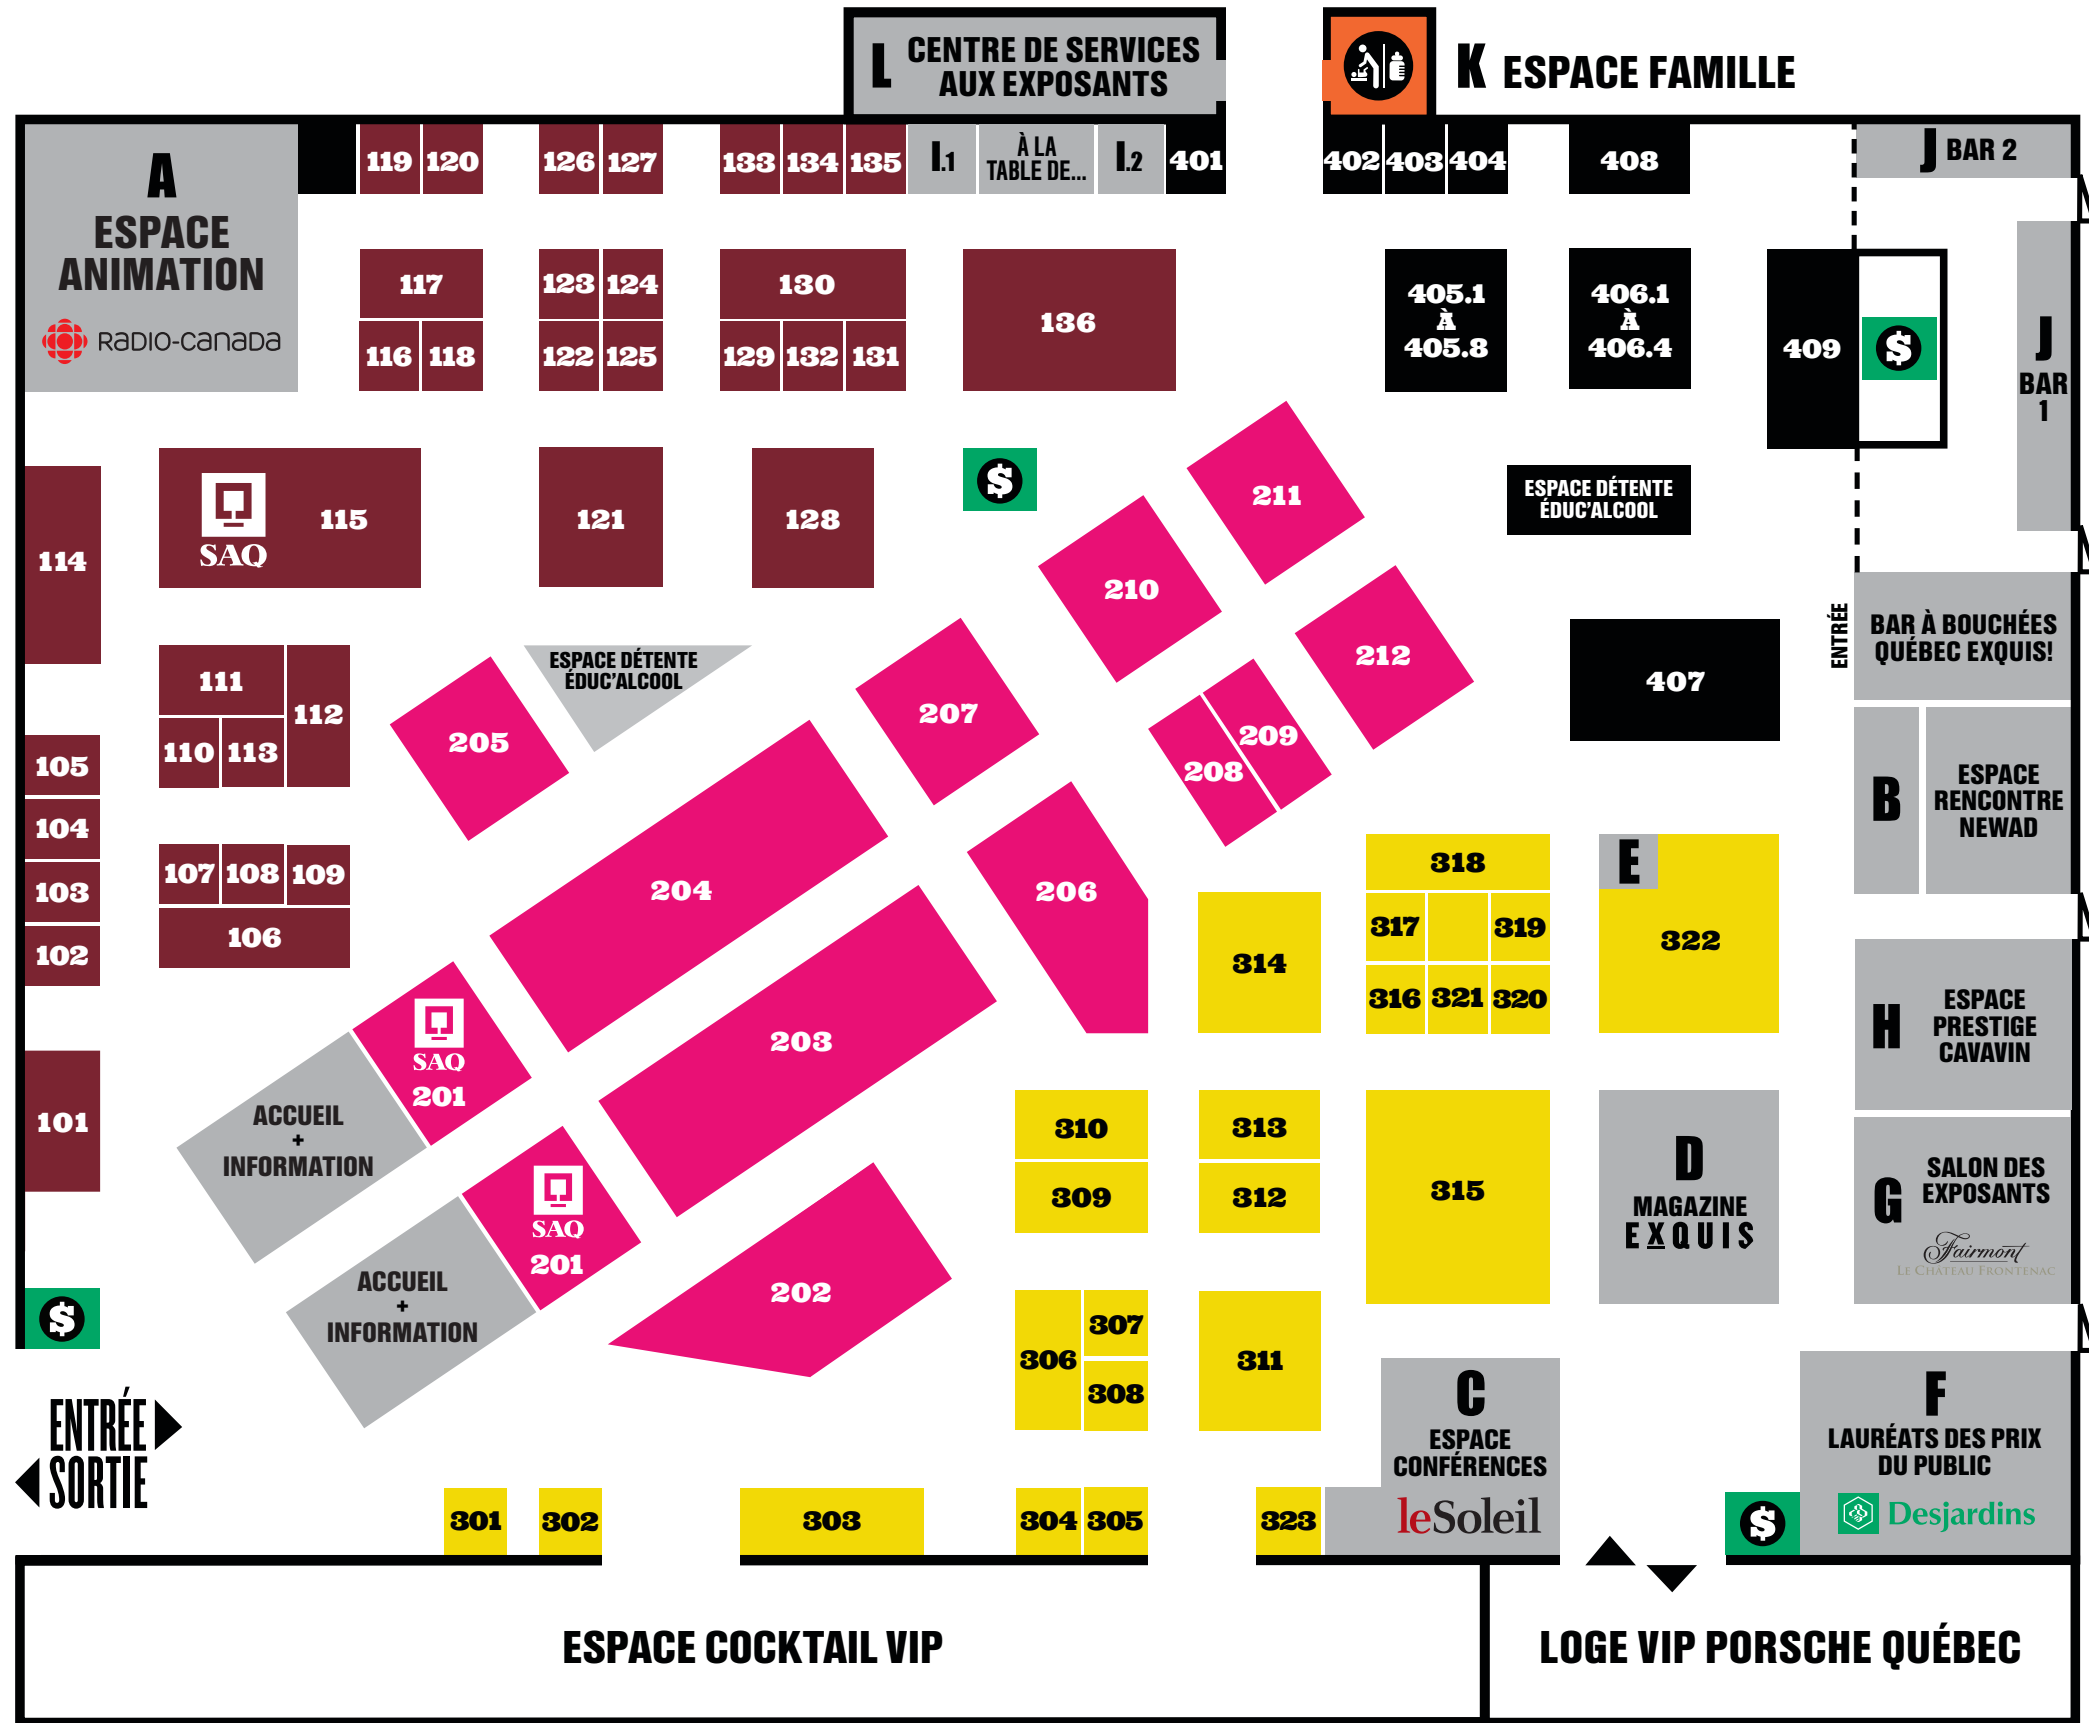 L CENTRE DE SERVICES
AUX EXPOSANTS
K ESPACE FAMILLE
A
ESPACE
ANIMATION
RADIO-CANADA
119 120
126 127
133 134 135
I.1
À LA
TABLE DE...
I.2
401
402 403 404
408
J BAR 2
117
116 118
123 124
122 125
130
129 132 131
136
405.1
À
405.8
406.1
À
406.4
409
$
J
BAR
1
114
SAQ
115
121
128
$
211
210
212
ESPACE DÉTENTE
ÉDUC'ALCOOL
ENTRÉE
BAR À BOUCHÉES
QUÉBEC EXQUIS!
111
112
110 113
205
ESPACE DÉTENTE
ÉDUC'ALCOOL
207
209
208
407
B
ESPACE
RENCONTRE
NEWAD
105
104
103
102
107 108 109
106
204
206
203
314
318
317 319
316 321 320
E
322
H
ESPACE
PRESTIGE
CAVAVIN
101
ACCUEIL
+
INFORMATION
SAQ
201
ACCUEIL
+
INFORMATION
SAQ
201
202
310
309
313
312
315
D
MAGAZINE
EXQUIS
G
SALON DES
EXPOSANTS
Fairmont
LE CHÂTEAU FRONTENAC
$
306
307
308
311
C
ESPACE
CONFÉRENCES
leSoleil
F
LAURÉATS DES PRIX
DU PUBLIC
Desjardins
$
ENTRÉE
SORTIE
301
302
303
304 305
323
ESPACE COCKTAIL VIP
LOGE VIP PORSCHE QUÉBEC